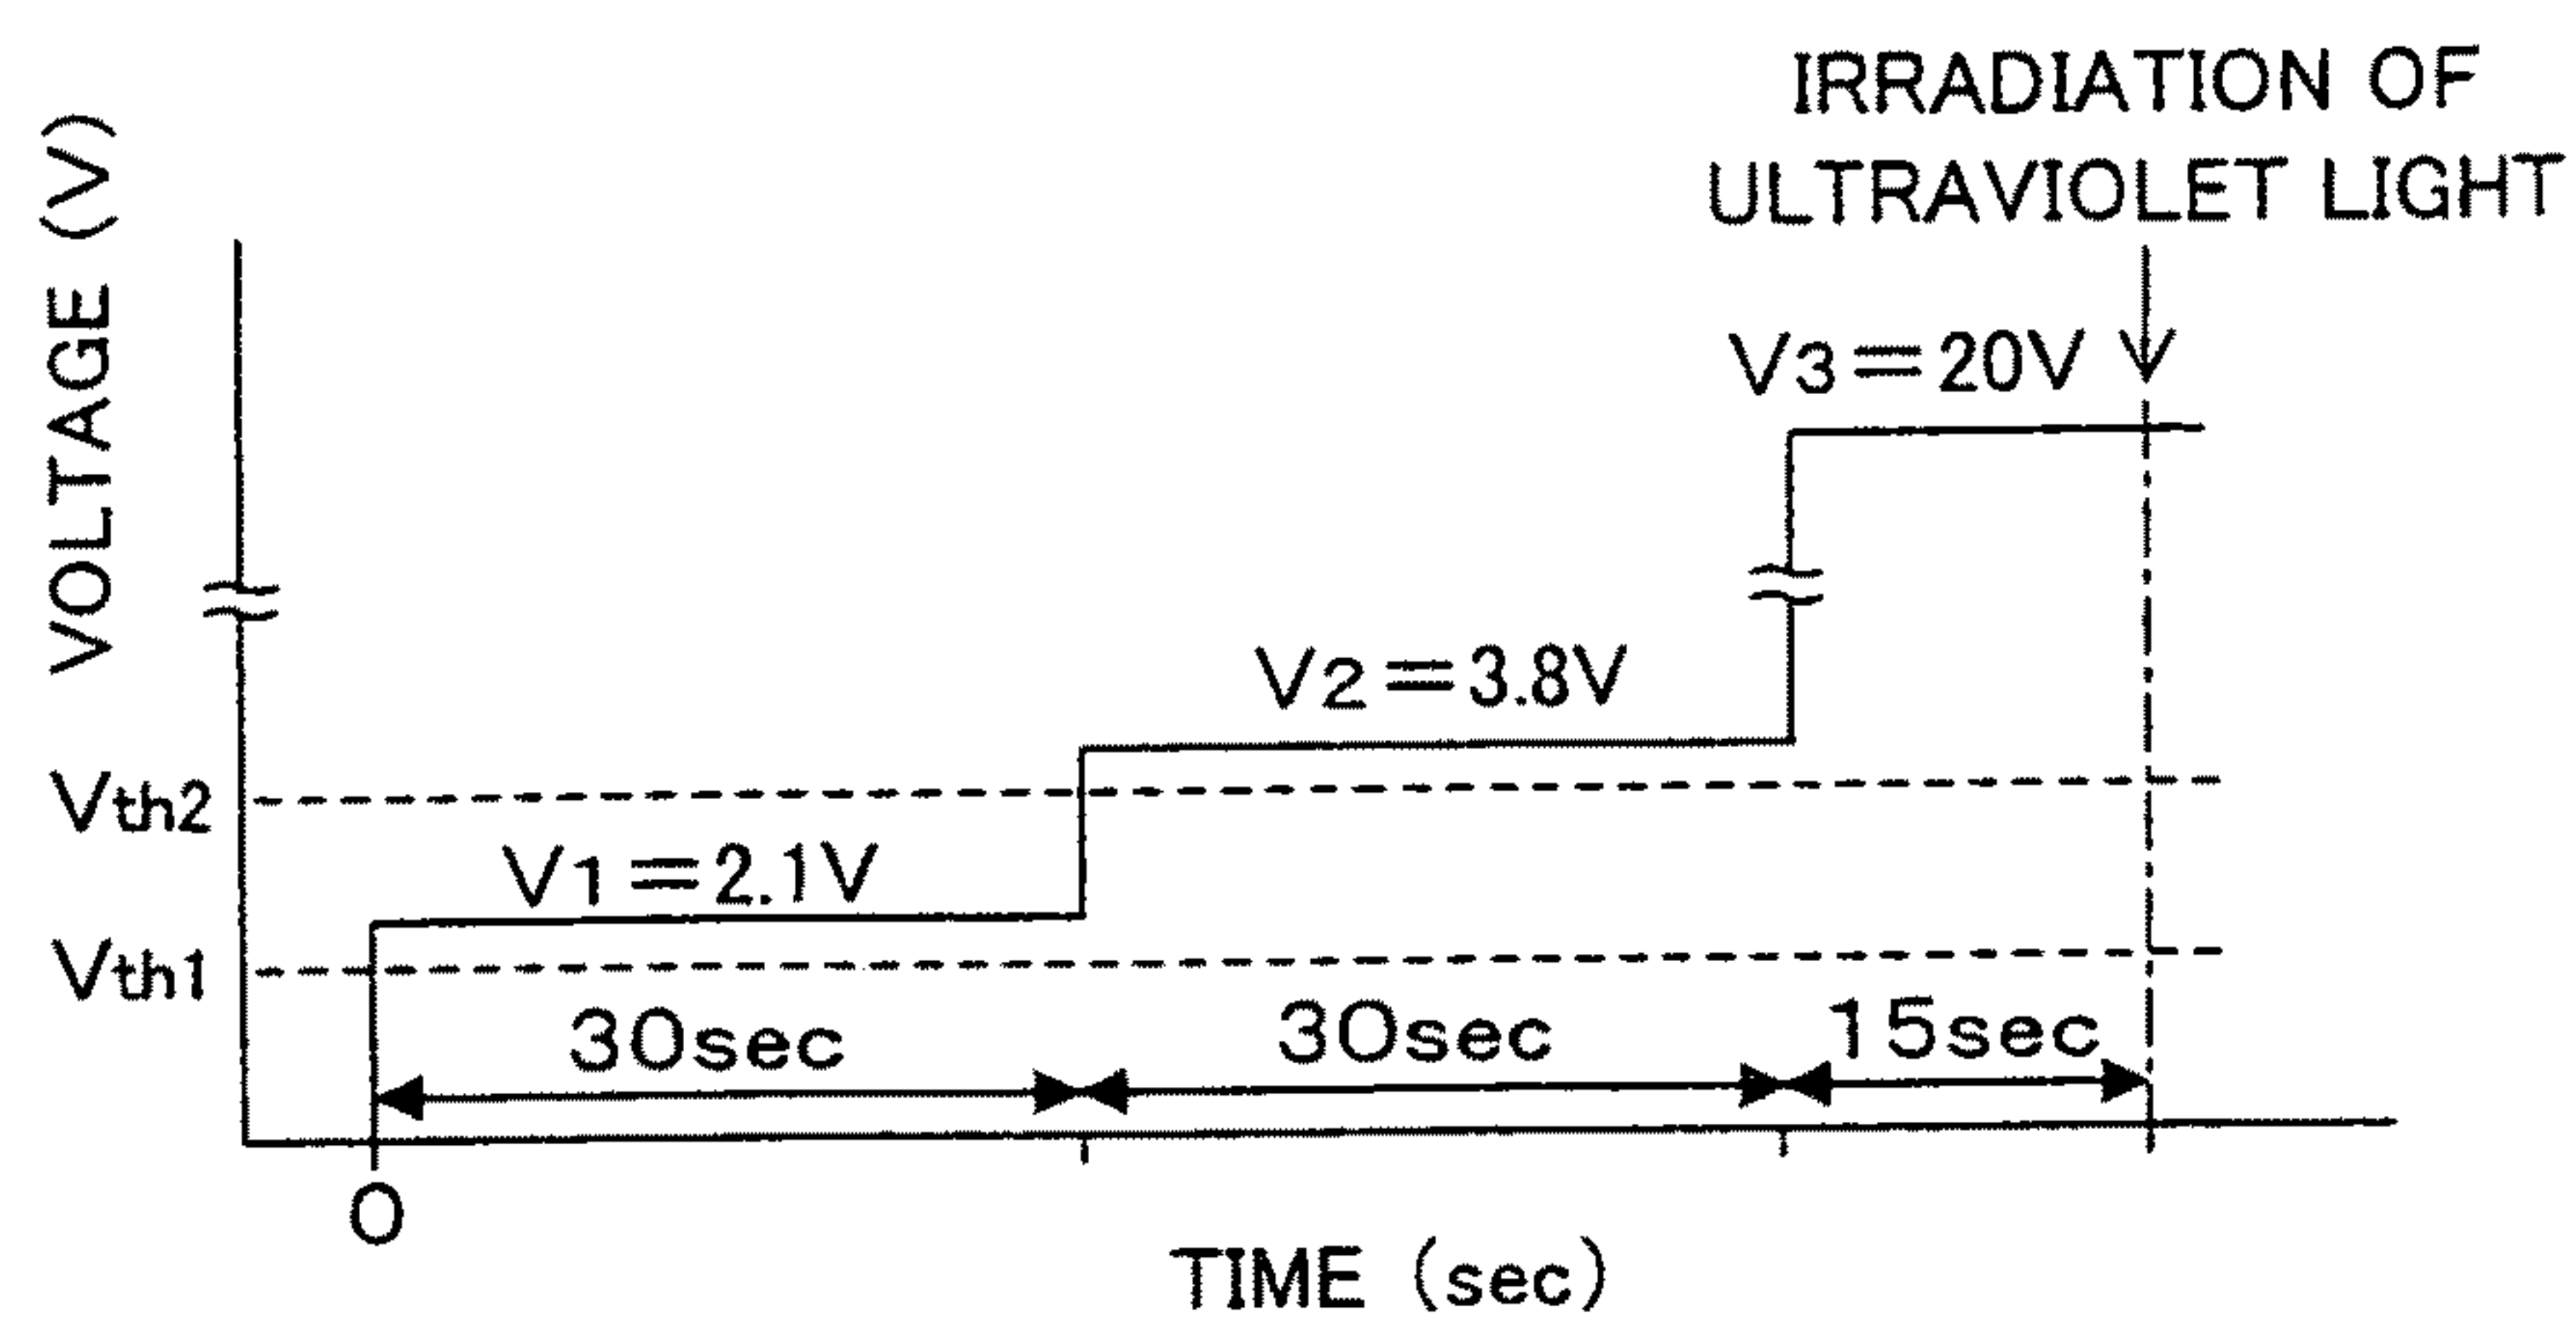 IRRADIATION OF
ULTRAVIOLET LIGHT
VOLTAGE (V)
V3=20V
V2=3.8V
Vth2
V1=2.1V
Vth1
30sec
30sec
15sec
0
TIME (sec)